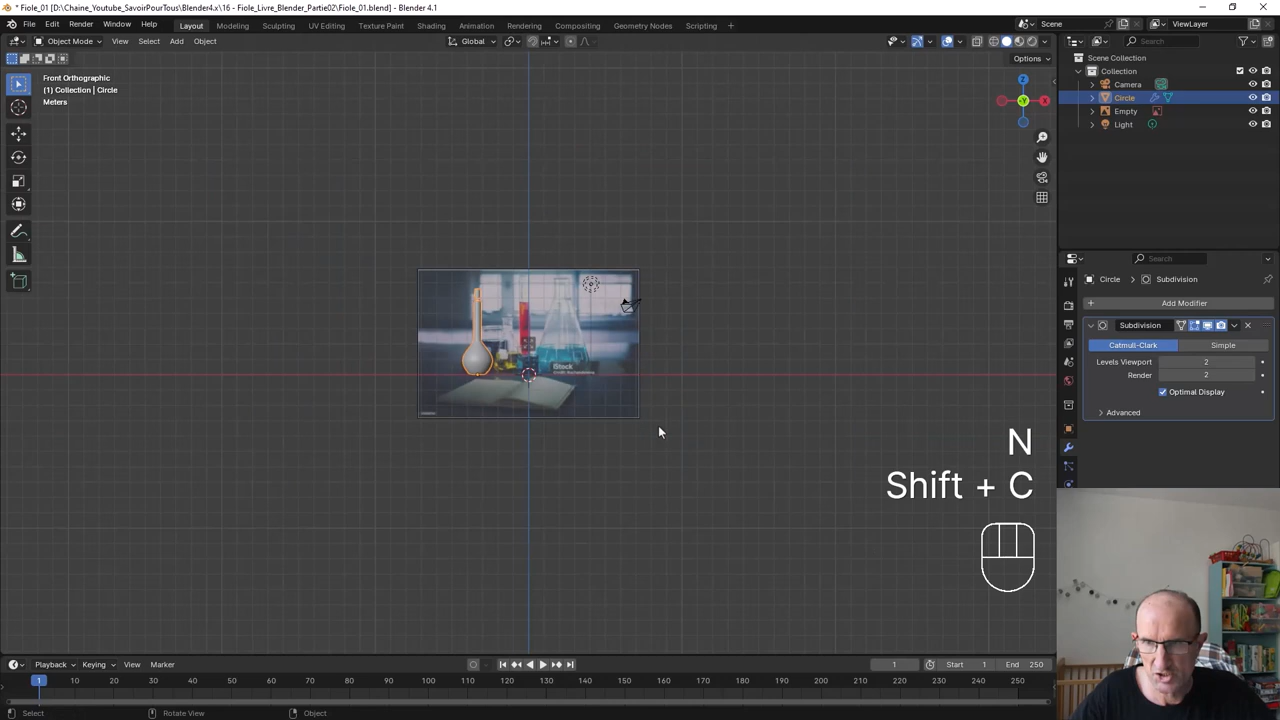 * Fiole_01 [D:\Chaine_Youtube_SavoirPourTous\Blender4.x\16 - Fiole_Livre_Blender_Partie02\Fiole_01.blend] - Blender 4.1
File Edit Render Window Help Layout Modeling Sculpting UV Editing Texture Paint Shading Animation Rendering Compositing Geometry Nodes Scripting + Scene ViewLayer
Object Mode View Select Add Object Global Search
Options
Front Orthographic
(1) Collection | Circle
Meters
Z
Y
X
iStock
Scene Collection
Collection
Camera
Circle
Empty
Light
Search
Circle > Subdivision
+ Add Modifier
Subdivision
Catmull-Clark Simple
Levels Viewport 2
Render 2
Optimal Display
Advanced
N
Shift + C
Playback Keying View Marker 1 Start 1 End 250
1 10 20 30 40 50 60 70 80 90 100 110 120 130 140 150 160 170 180 190 200 210 220 230 240 250
Select Rotate View Object